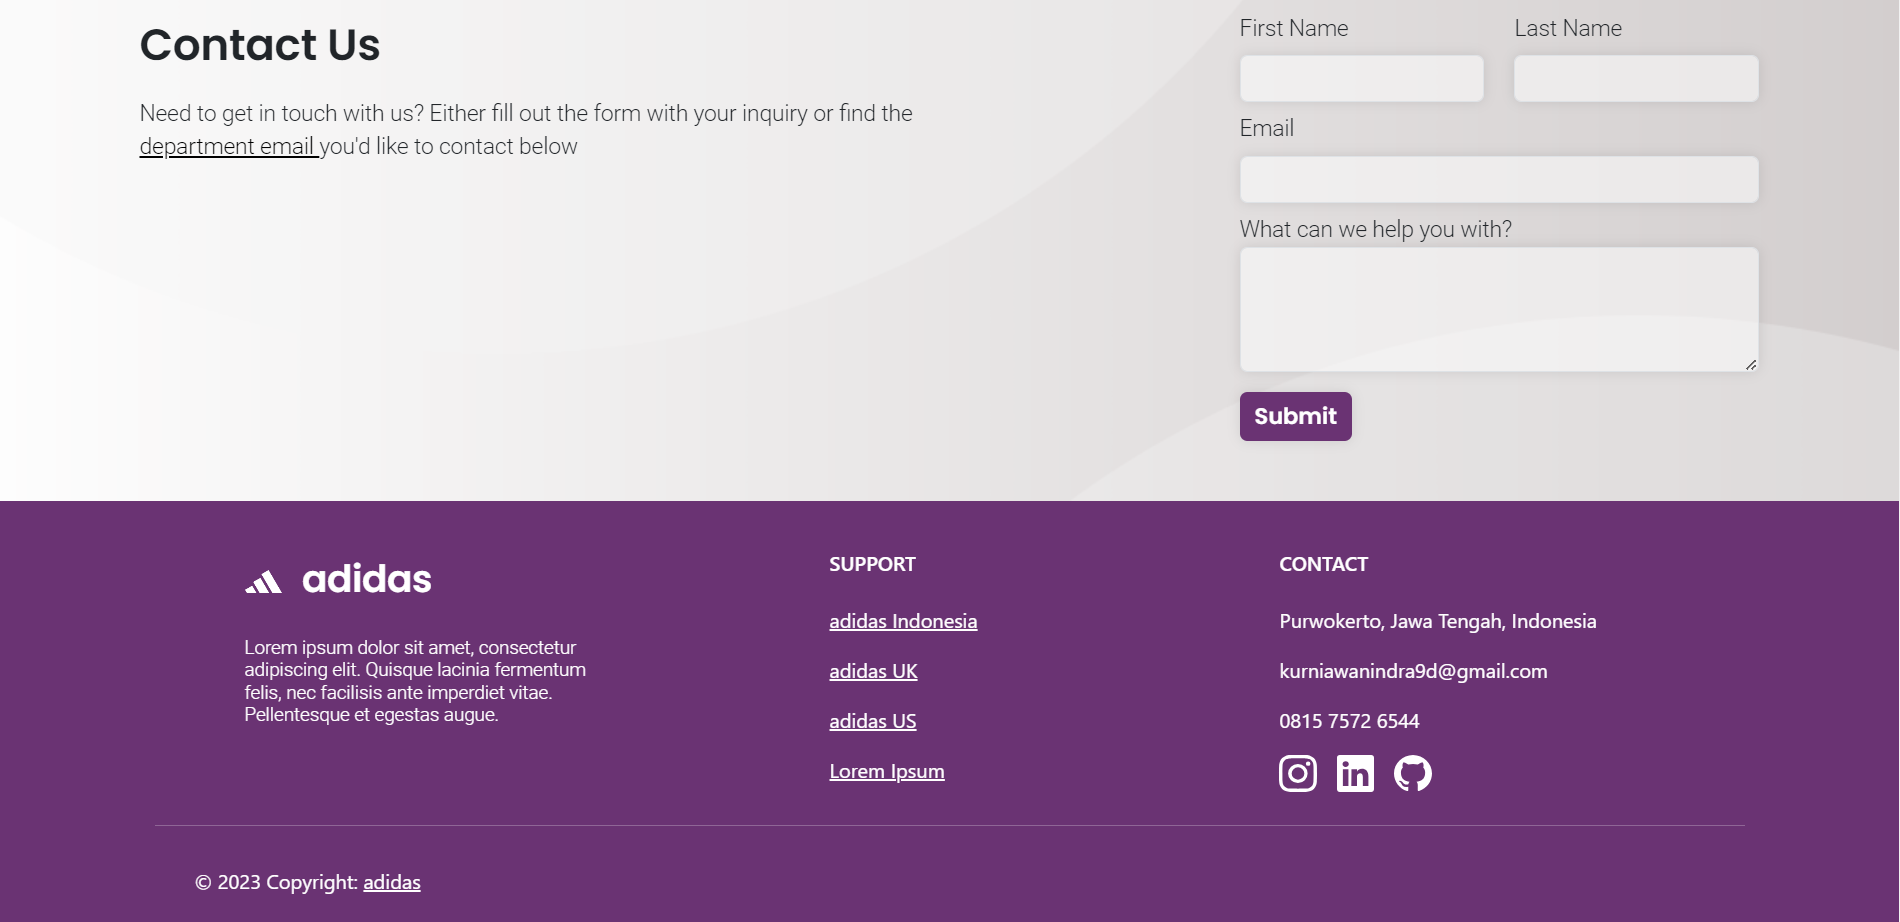 Contact Us
Need to get in touch with us? Either fill out the form with your inquiry or find the
department email you'd like to contact below
First Name
Last Name
Email
What can we help you with?
Submit
adidas
Lorem ipsum dolor sit amet, consectetur
adipiscing elit. Quisque lacinia fermentum
felis, nec facilisis ante imperdiet vitae.
Pellentesque et egestas augue.
SUPPORT
adidas Indonesia
adidas UK
adidas US
Lorem Ipsum
CONTACT
Purwokerto, Jawa Tengah, Indonesia
kurniawanindra9d@gmail.com
0815 7572 6544
in
© 2023 Copyright: adidas